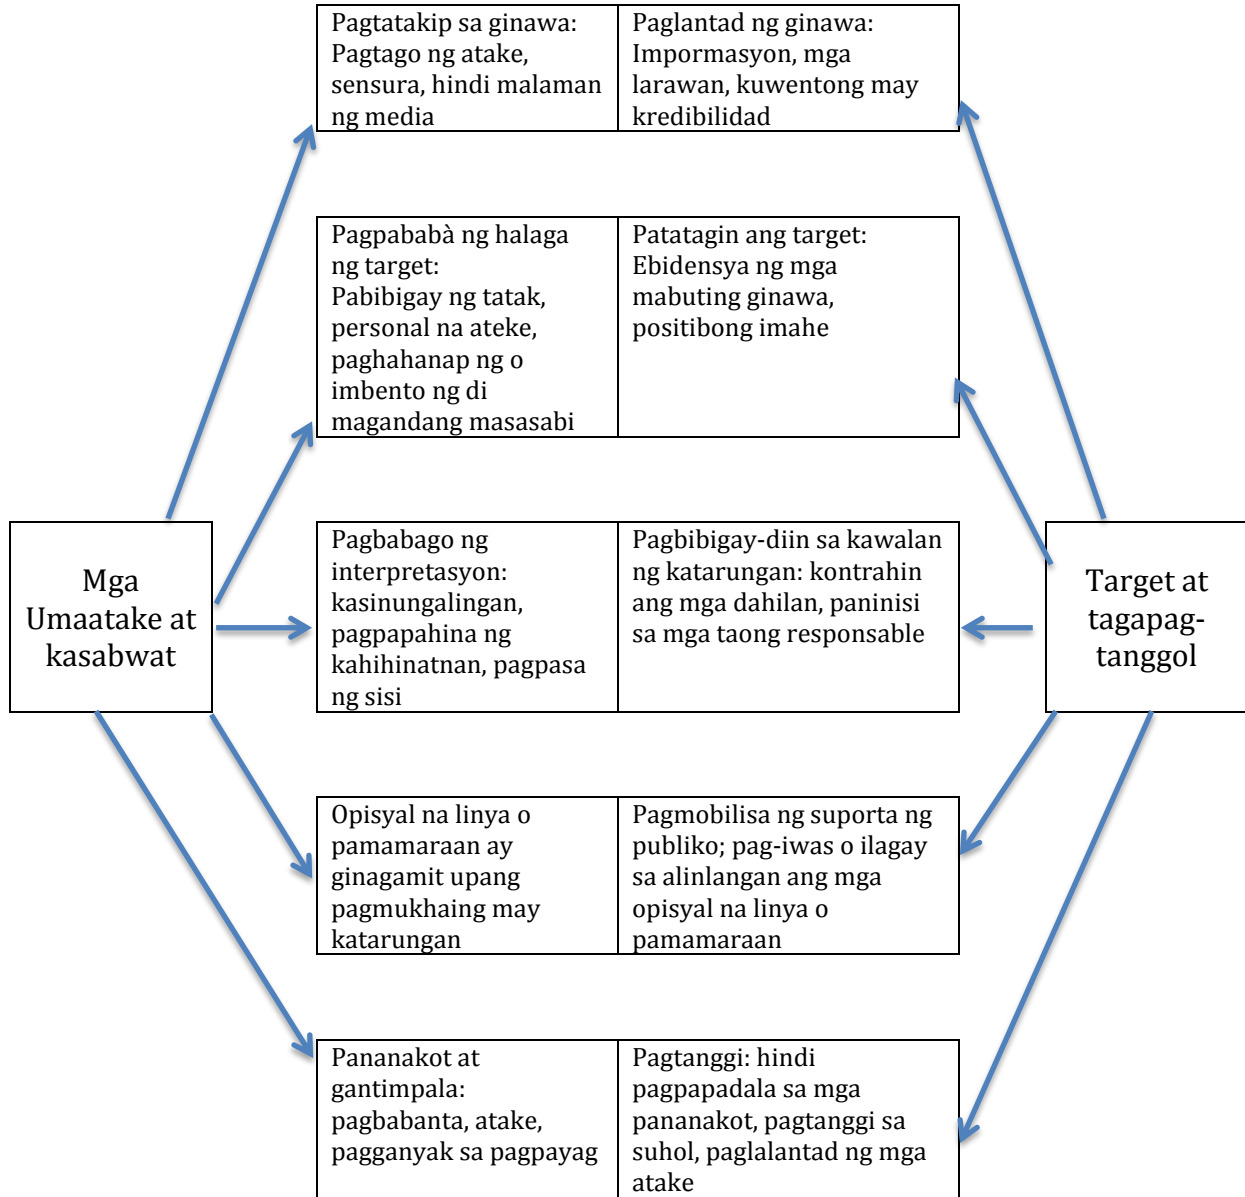 Pagtatakip sa ginawa:
Pagtago ng atake,
sensura, hindi malaman
ng media
Paglantad ng ginawa:
Impormasyon, mga
larawan, kuwentong may
kredibilidad
Pagpababà ng halaga
ng target:
Pabibigay ng tatak,
personal na ateke,
paghahanap ng o
imbento ng di
magandang masasabi
Patatagin ang target:
Ebidensya ng mga
mabuting ginawa,
positibong imahe
Mga
Umaatake at
kasabwat
Pagbabago ng
interpretasyon:
kasinungalingan,
pagpapahina ng
kahihinatnan, pagpasa
ng sisi
Pagbibigay-diin sa kawalan
ng katarungan: kontrahin
ang mga dahilan, paninisi
sa mga taong responsable
Target at
tagapag-
tanggol
Opisyal na linya o
pamamaraan ay
ginagamit upang
pagmukhaing may
katarungan
Pagmobilisa ng suporta ng
publiko; pag-iwas o ilagay
sa alinlangan ang mga
opisyal na linya o
pamamaraan
Pananakot at
gantimpala:
pagbabanta, atake,
pagganyak sa pagpayag
Pagtanggi: hindi
pagpapadala sa mga
pananakot, pagtanggi sa
suhol, paglalantad ng mga
atake